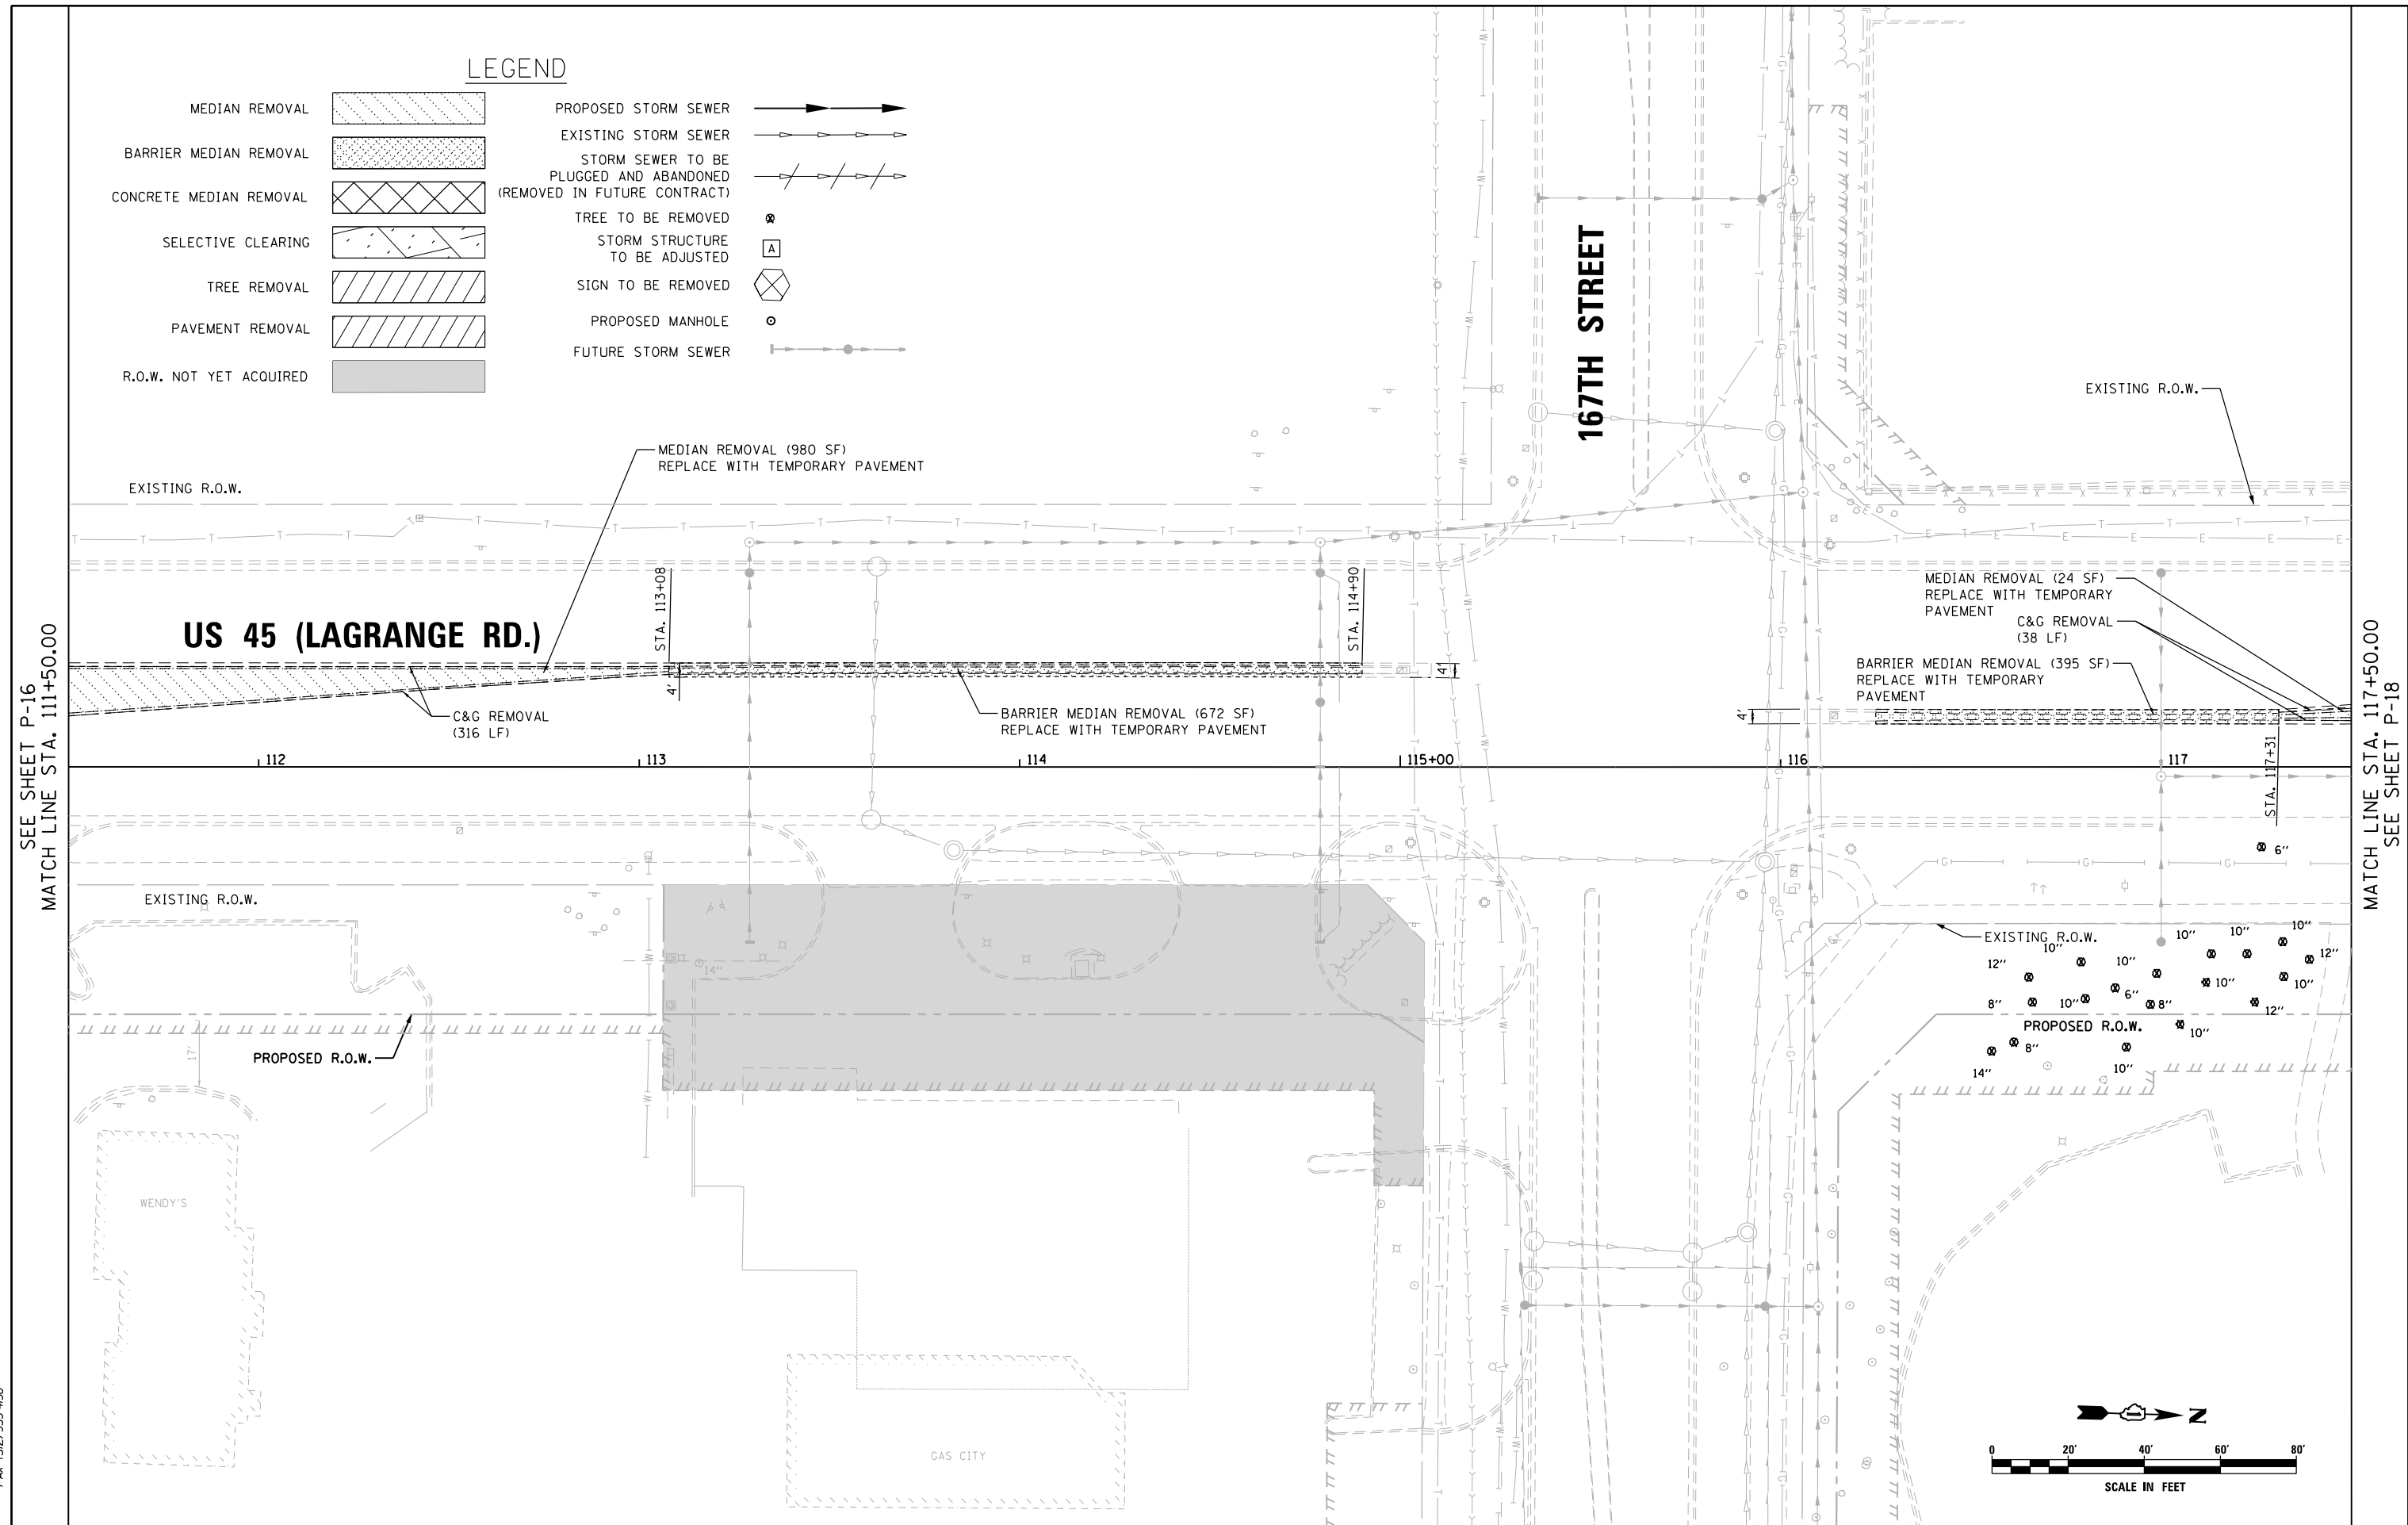 LEGEND
MEDIAN REMOVAL
BARRIER MEDIAN REMOVAL
CONCRETE MEDIAN REMOVAL
SELECTIVE CLEARING
TREE REMOVAL
PAVEMENT REMOVAL
R.O.W. NOT YET ACQUIRED
PROPOSED STORM SEWER
EXISTING STORM SEWER
STORM SEWER TO BE
PLUGGED AND ABANDONED
(REMOVED IN FUTURE CONTRACT)
TREE TO BE REMOVED
STORM STRUCTURE
TO BE ADJUSTED
A
SIGN TO BE REMOVED
PROPOSED MANHOLE
FUTURE STORM SEWER
167TH STREET
EXISTING R.O.W.
MEDIAN REMOVAL (980 SF)
REPLACE WITH TEMPORARY PAVEMENT
EXISTING R.O.W.
STA. 113+08
STA. 114+90
US 45 (LAGRANGE RD.)
MEDIAN REMOVAL (24 SF)
REPLACE WITH TEMPORARY
PAVEMENT
C&G REMOVAL
(38 LF)
BARRIER MEDIAN REMOVAL (395 SF)
REPLACE WITH TEMPORARY
PAVEMENT
4'
4'
4'
C&G REMOVAL
(316 LF)
BARRIER MEDIAN REMOVAL (672 SF)
REPLACE WITH TEMPORARY PAVEMENT
SEE SHEET P-16
MATCH LINE STA. 111+50.00
MATCH LINE STA. 117+50.00
SEE SHEET P-18
112
113
114
115+00
116
117
STA. 117+31
6"
EXISTING R.O.W.
EXISTING R.O.W.
10"
10"
10"
10"
12"
10"
12"
14"
8"
10"
6"
8"
10"
10"
12"
PROPOSED R.O.W.
10"
8"
14"
10"
17'
PROPOSED R.O.W.
WENDY'S
GAS CITY
N
0 20' 40' 60' 80'
SCALE IN FEET